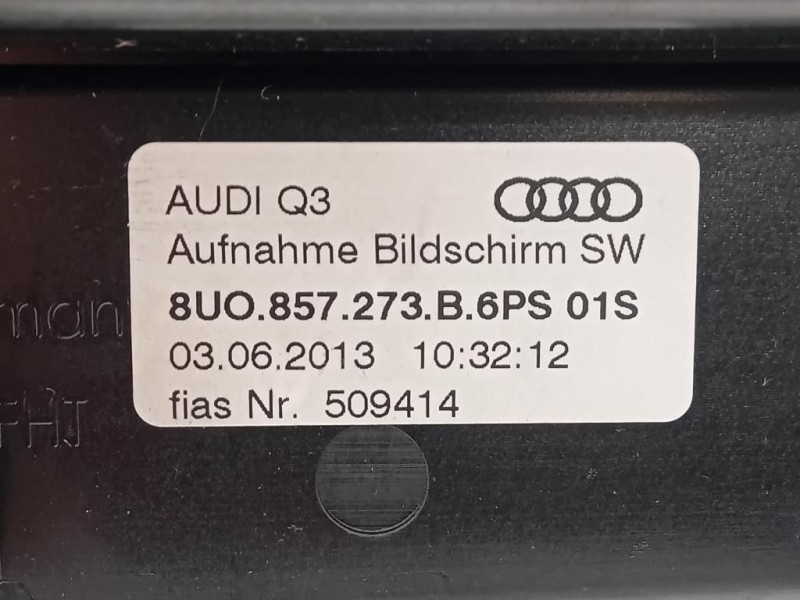 AUDI Q3
Aufnahme Bildschirm SW
8UO.857.273.B.6PS 01S
03.06.2013 10:32:12
fias Nr. 509414